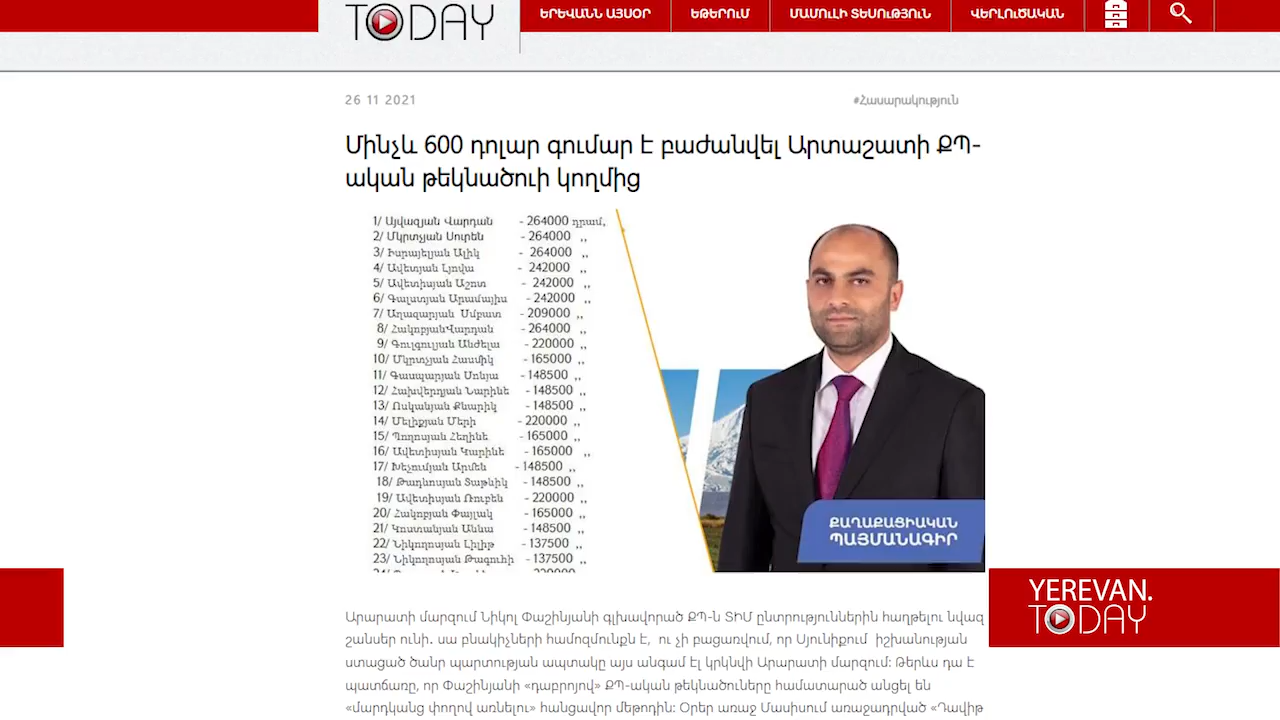 TODAY
ԵՐԵՎԱՆՆ ԱՅՍՕՐ
ԵԹԵՐՈՒՄ
ՄԱՄՈՒԼԻ ՏԵՍՈՒԹՅՈՒՆ
ՎԵՐԼՈՒԾԱԿԱՆ
26 11 2021
#Հասարակություն
Մինչև 600 դոլար գումար է բաժանվել Արտաշատի ՔՊ-
ական թեկնածուի կողմից
1/ Այվազյան Վարդան - 264000 դրամ,
2/ Մկրտչյան Սուրեն - 264000 ,,
3/ Իսրայելյան Ալիկ - 264000 ,,
4/ Ավետյան Լյովա - 242000 ,,
5/ Ավետիսյան Աշոտ - 242000 ,,
6/ Գալստյան Արամայիս - 242000 ,,
7/ Աղազարյան Սմբատ - 209000 ,,
8/ ՀակոբյանՎարդան - 264000 ,,
9/ Գուլգուլյան Անժելա - 220000 ,,
10/ Մկրտչյան Հասմիկ - 165000 ,,
11/ Գասպարյան Սոնյա - 148500 ,,
12/ Հախվերդյան Նարինե - 148500 ,,
13/ Ոսկանյան Քնարիկ - 148500 ,,
14/ Մելիքյան Մերի - 220000 ,,
15/ Պողոսյան Հեղինե - 165000 ,,
16/ Ավետիսյան Կարինե - 165000 ,,
17/ Խեչումյան Արմեն - 148500 ,,
18/ Թադևոսյան Տաթևիկ - 148500 ,,
19/ Ավետիսյան Ռուբեն - 220000 ,,
20/ Հակոբյան Փայլակ - 165000 ,,
21/ Կոստանյան Աննա - 148500 ,,
22/ Նիկողոսյան Լիլիթ - 137500 ,,
23/ Նիկողոսյան Թագուհի - 137500 ,,
ՔԱՂԱՔԱՑԻԱԿԱՆ
ՊԱՅՄԱՆԱԳԻՐ
Արարատի մարզում Նիկոլ Փաշինյանի գլխավորած ՔՊ-ն ՏԻՄ ընտրություններին հաղթելու նվազ
շանսեր ունի. սա բնակիչների համոզմունքն է, ու չի բացառվում, որ Սյունիքում իշխանության
ստացած ծանր պարտության ապտակը այս անգամ էլ կրկնվի Արարատի մարզում: Թերևս դա է
պատճառը, որ Փաշինյանի «դաբրոյով» ՔՊ-ական թեկնածուները համատարած անցել են
«մարդկանց փողով առնելու» հանցավոր մեթոդին: Օրեր առաջ Մասիսում առաջադրված «Դավիթ
YEREVAN.
TODAY